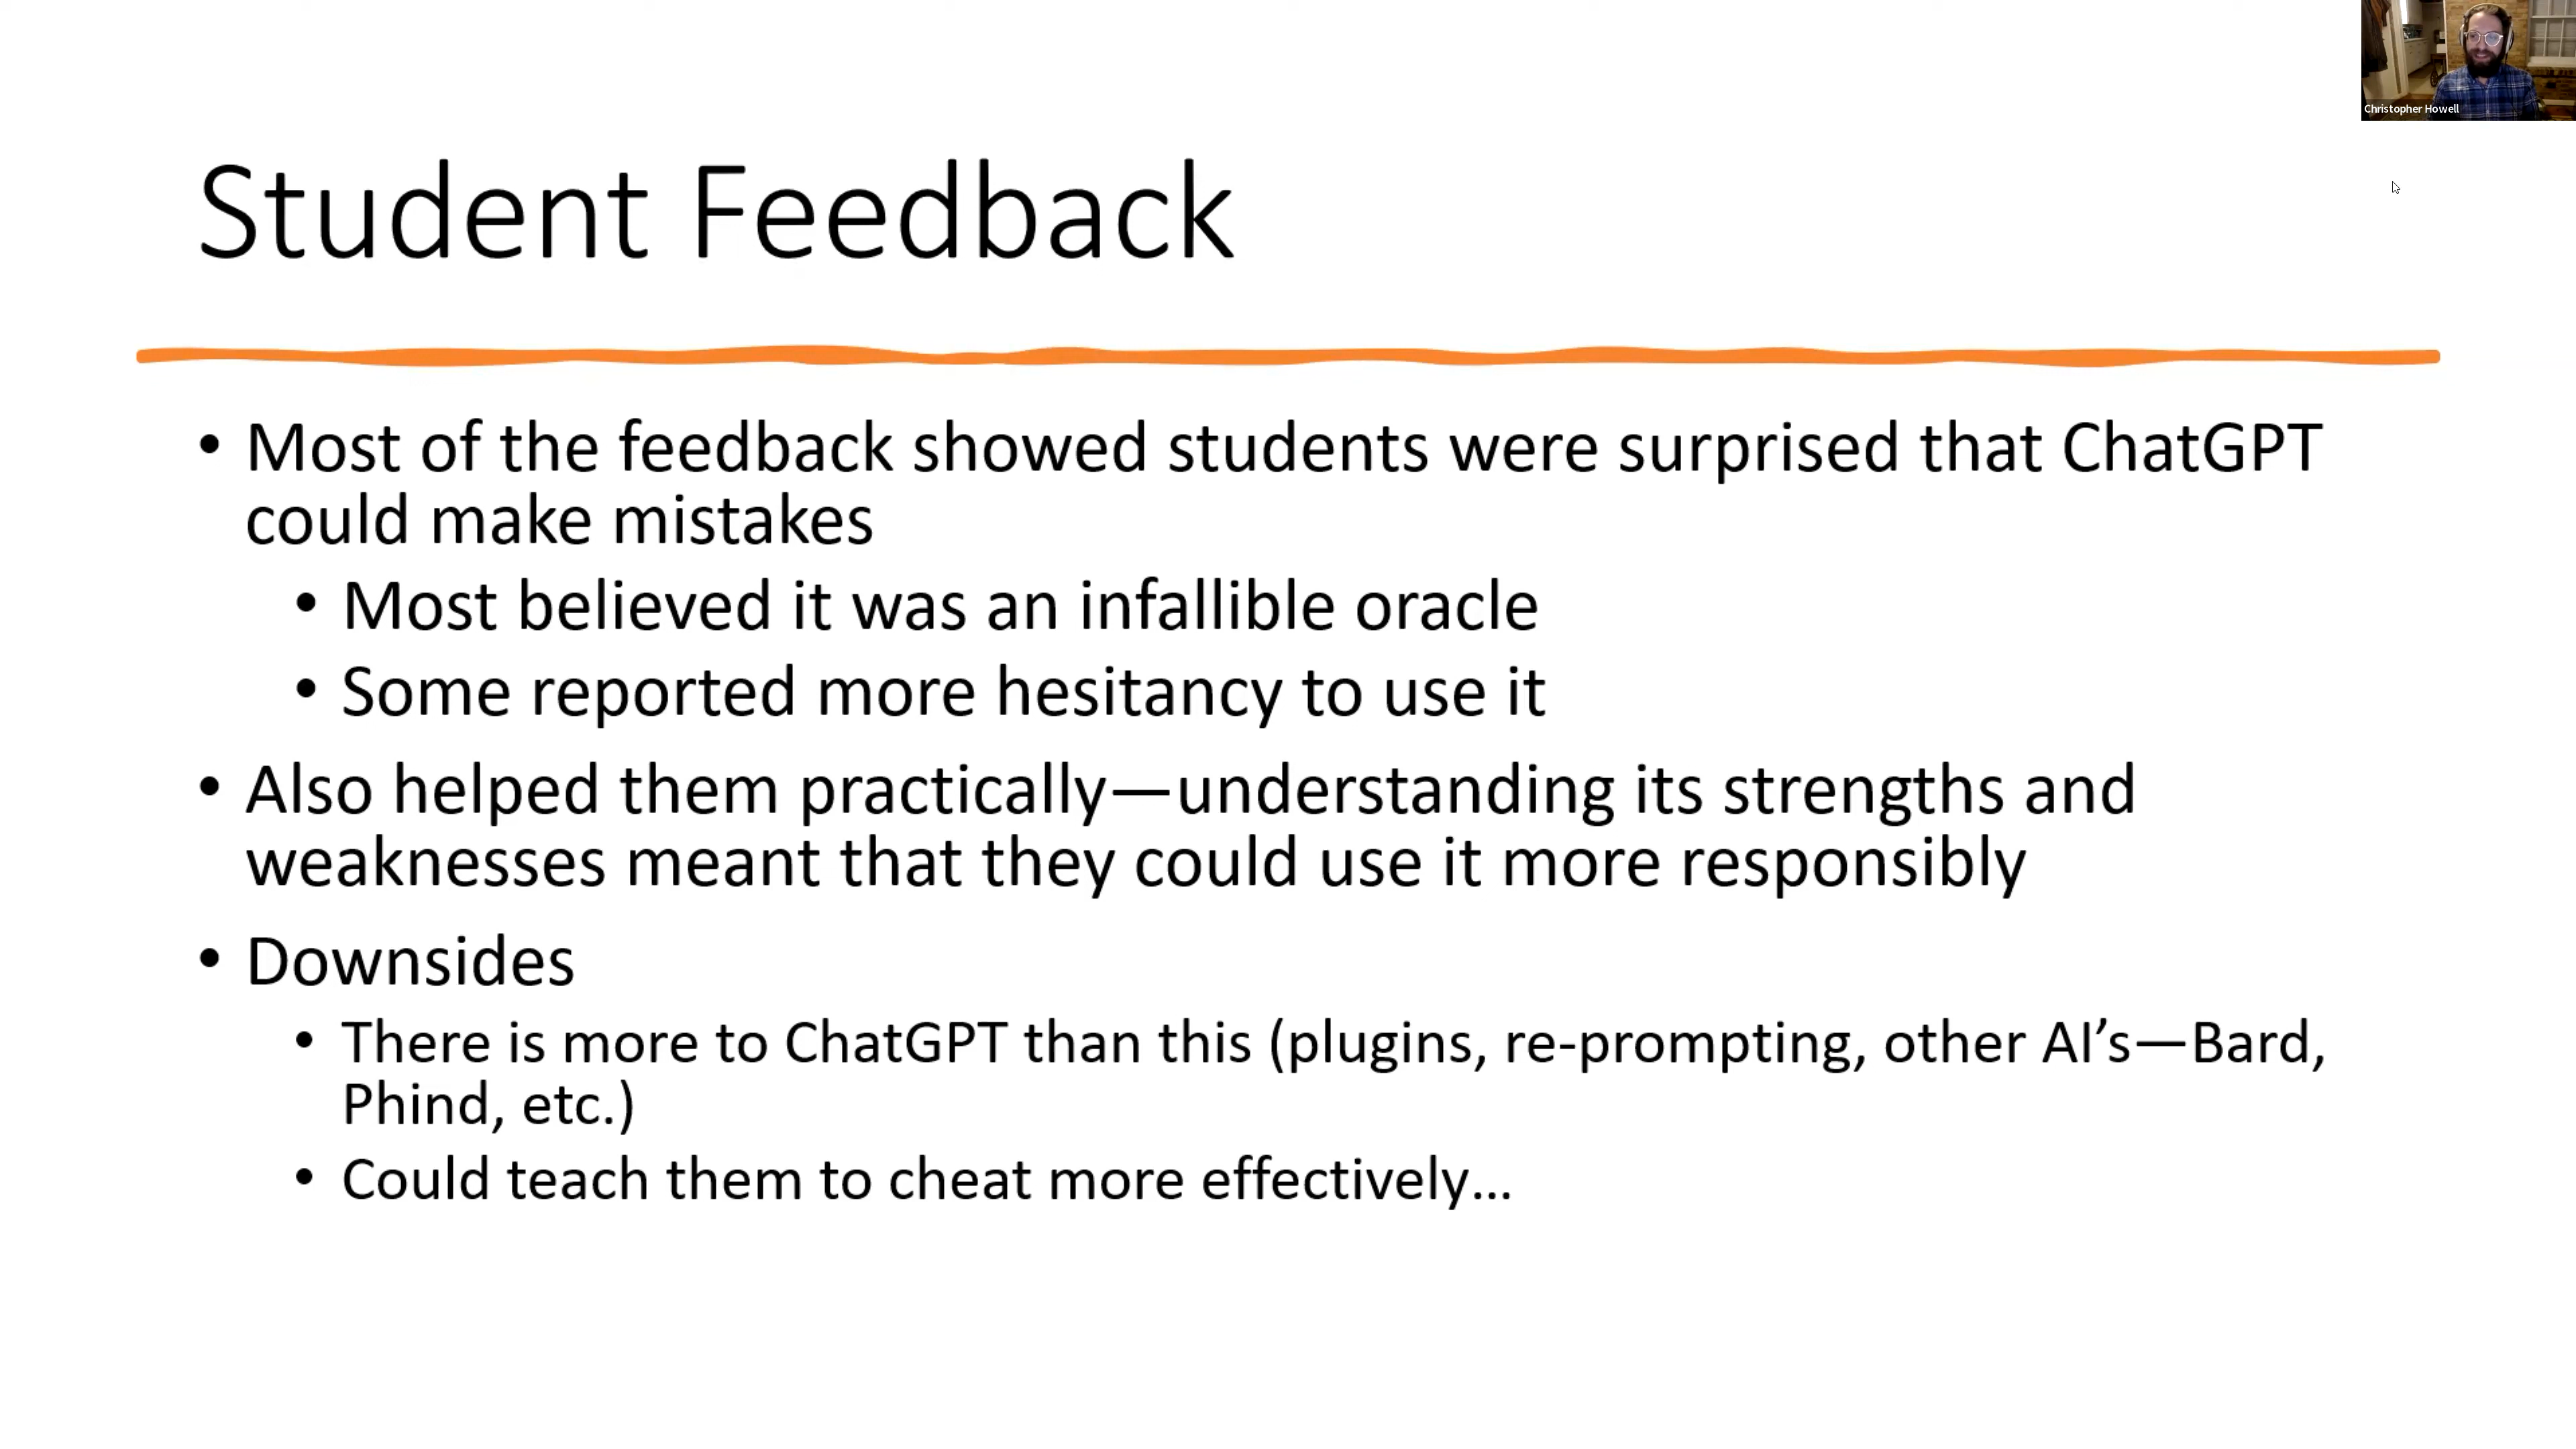 Christopher Howell
Student Feedback
• Most of the feedback showed students were surprised that ChatGPT
could make mistakes
• Most believed it was an infallible oracle
• Some reported more hesitancy to use it
• Also helped them practically—understanding its strengths and
weaknesses meant that they could use it more responsibly
• Downsides
• There is more to ChatGPT than this (plugins, re-prompting, other AI’s—Bard,
Phind, etc.)
• Could teach them to cheat more effectively…